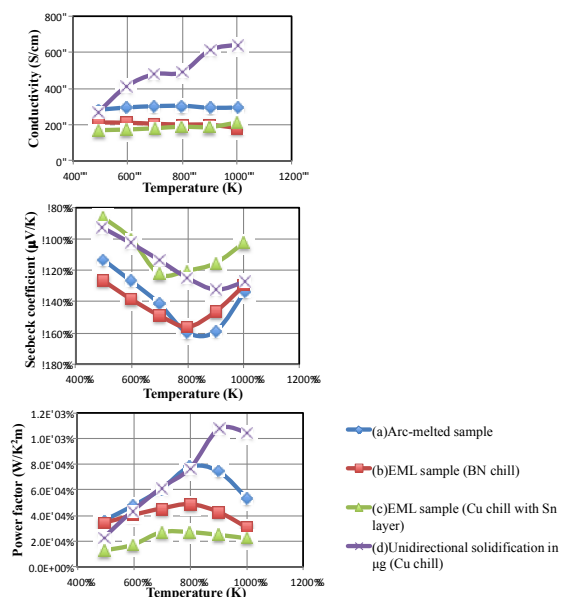 800"
600"
400"
200"
0"
Conductivity (S/cm)
400"" 600"" 800"" 1000"" 1200""
Temperature (K)
!80%
!100%
!120%
!140%
!160%
!180%
Seebeck coefficient (µV/K)
400% 600% 800% 1000% 1200%
Temperature (K)
1.2E'03%
1.0E'03%
8.0E'04%
6.0E'04%
4.0E'04%
2.0E'04%
0.0E+00%
Power factor (W/K²m)
400% 600% 800% 1000% 1200%
Temperature (K)
(a)Arc-melted sample
(b)EML sample (BN chill)
(c)EML sample (Cu chill with Sn
layer)
(d)Unidirectional solidification in
µg (Cu chill)